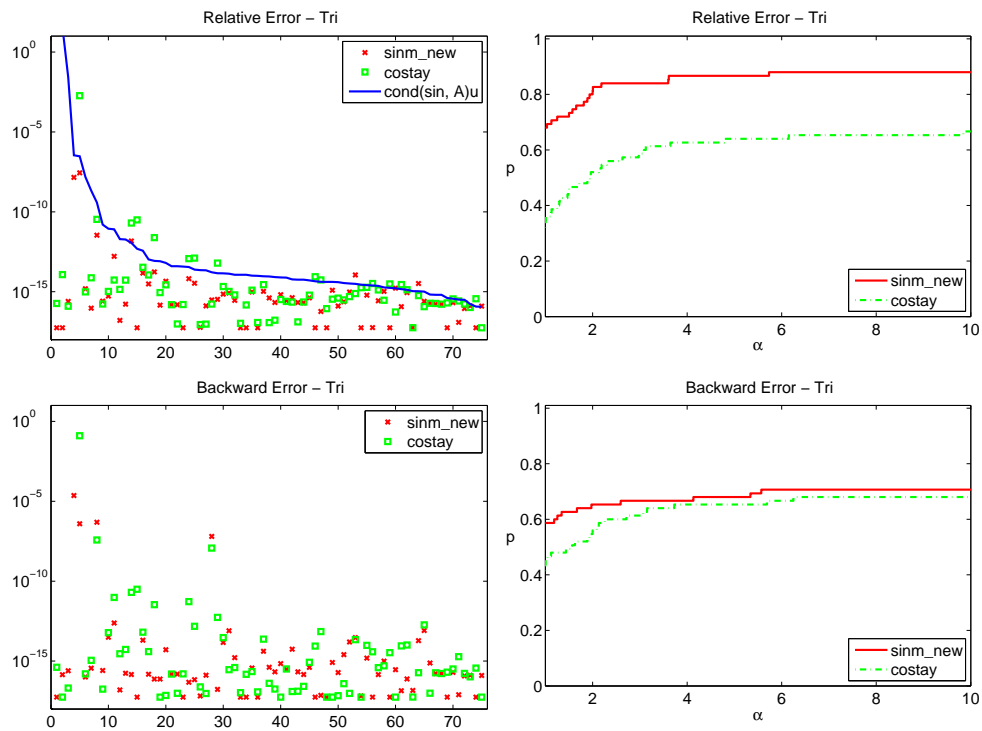 Relative Error − Tri
10^0
10^−5
10^−10
10^−15
0 10 20 30 40 50 60 70
sinm_new
costay
cond(sin, A)u
Relative Error − Tri
1
0.8
0.6
0.4
0.2
0
p
2 4 6 8 10
α
sinm_new
costay
Backward Error − Tri
10^0
10^−5
10^−10
10^−15
0 10 20 30 40 50 60 70
sinm_new
costay
Backward Error − Tri
1
0.8
0.6
0.4
0.2
0
p
2 4 6 8 10
α
sinm_new
costay